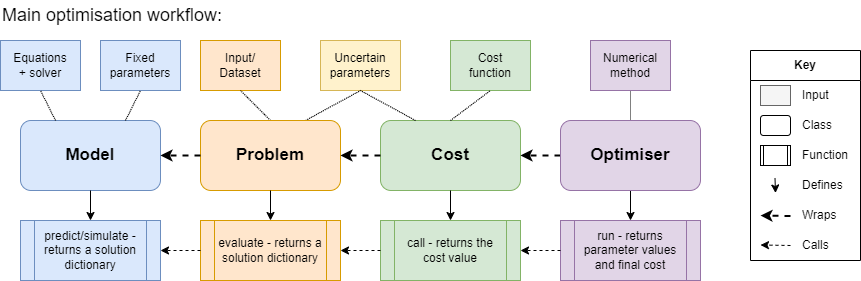 Main optimisation workflow:
Equations
+ solver
Fixed
parameters
Input/
Dataset
Uncertain
parameters
Cost
function
Numerical
method
Model
Problem
Cost
Optimiser
predict/simulate -
returns a solution
dictionary
evaluate - returns a
solution dictionary
call - returns the
cost value
run - returns
parameter values
and final cost
Key
Input
Class
Function
Defines
Wraps
Calls